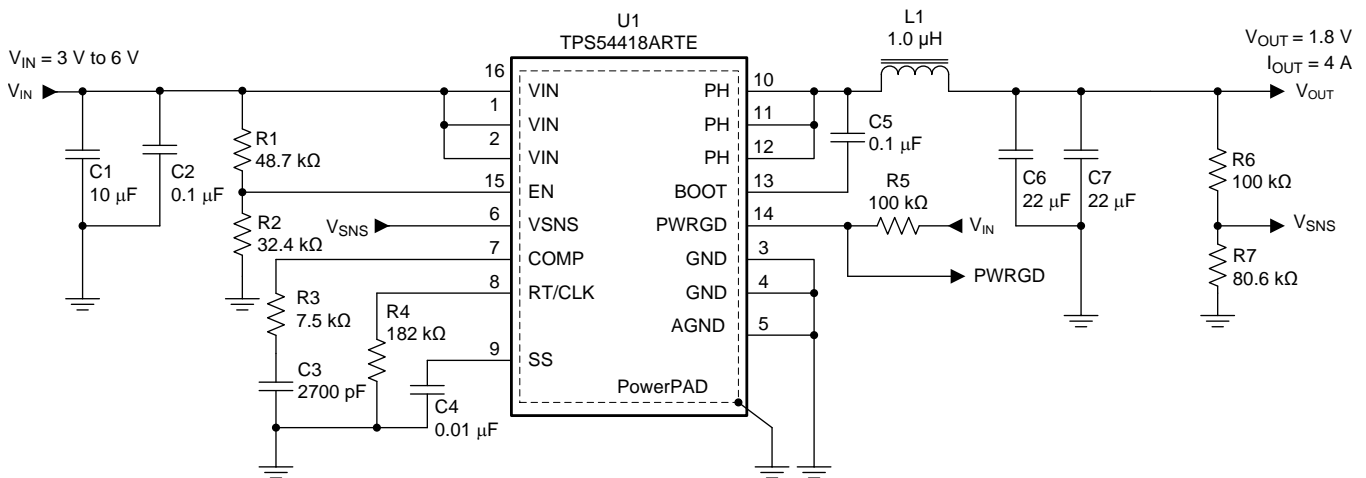 U1
TPS54418ARTE
L1
1.0 µH
V_IN = 3 V to 6 V
V_OUT = 1.8 V
I_OUT = 4 A
V_IN
16
VIN
PH
10
V_OUT
1
VIN
PH
11
2
VIN
PH
12
15
EN
BOOT
13
6
VSNS
PWRGD
14
7
COMP
GND
3
8
RT/CLK
GND
4
AGND
5
9
SS
PowerPAD
C1
10 µF
C2
0.1 µF
R1
48.7 kΩ
R2
32.4 kΩ
V_SNS
R3
7.5 kΩ
C3
2700 pF
R4
182 kΩ
C4
0.01 µF
C5
0.1 µF
R5
100 kΩ
V_IN
PWRGD
C6
22 µF
C7
22 µF
R6
100 kΩ
V_SNS
R7
80.6 kΩ